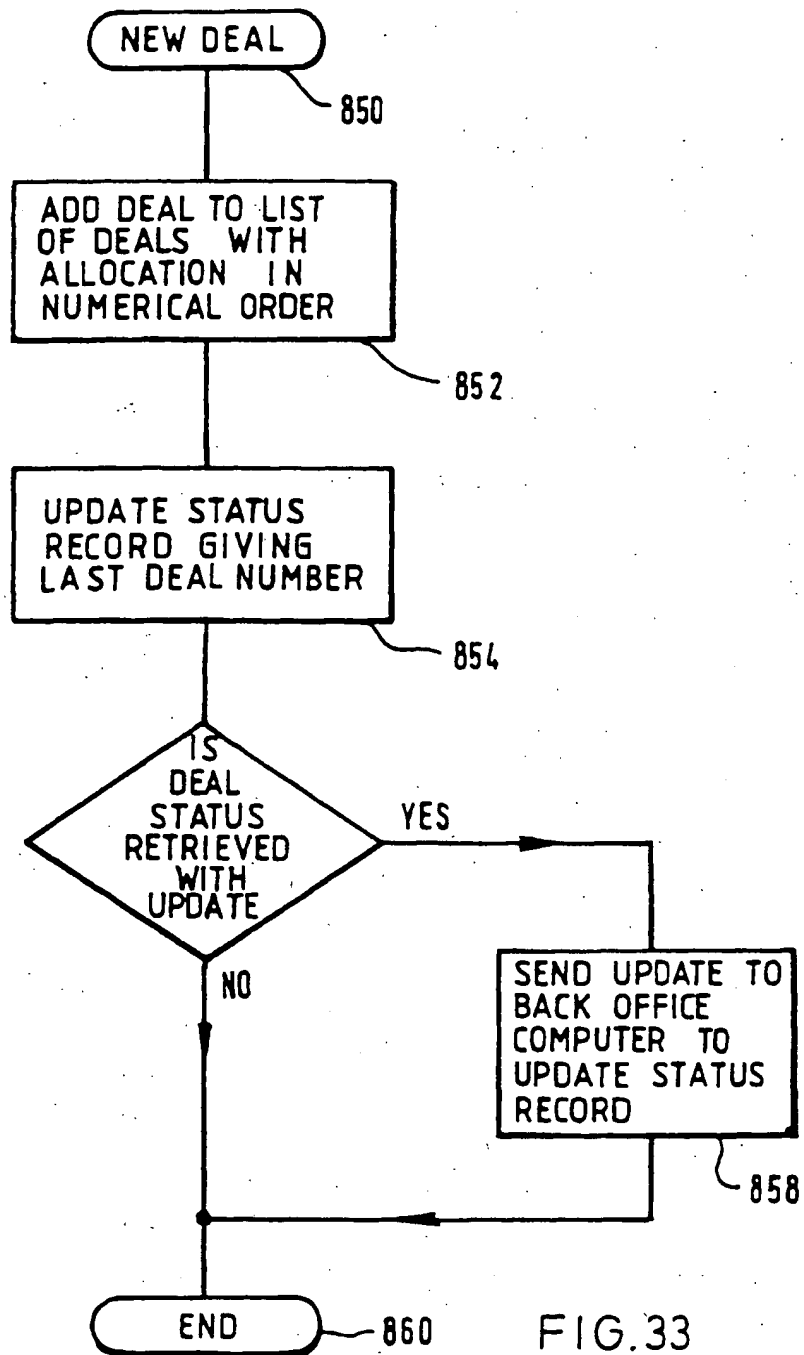 NEW DEAL
850
ADD DEAL TO LIST
OF DEALS WITH
ALLOCATION IN
NUMERICAL ORDER
852
UPDATE STATUS
RECORD GIVING
LAST DEAL NUMBER
854
IS
DEAL
STATUS
RETRIEVED
WITH
UPDATE
YES
NO
SEND UPDATE TO
BACK OFFICE
COMPUTER TO
UPDATE STATUS
RECORD
858
END
860
FIG.33